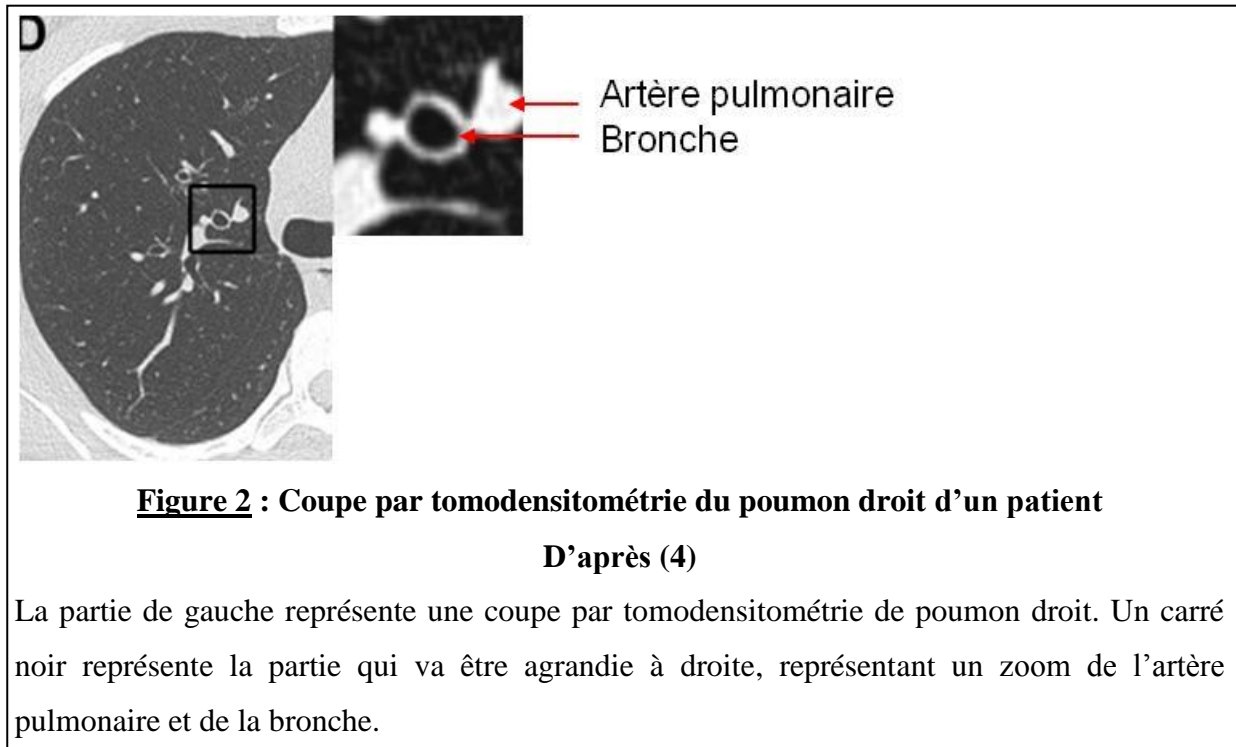 D
Artère pulmonaire
Bronche
Figure 2 : Coupe par tomodensitométrie du poumon droit d’un patient
D’après (4)
La partie de gauche représente une coupe par tomodensitométrie de poumon droit. Un carré
noir représente la partie qui va être agrandie à droite, représentant un zoom de l’artère
pulmonaire et de la bronche.